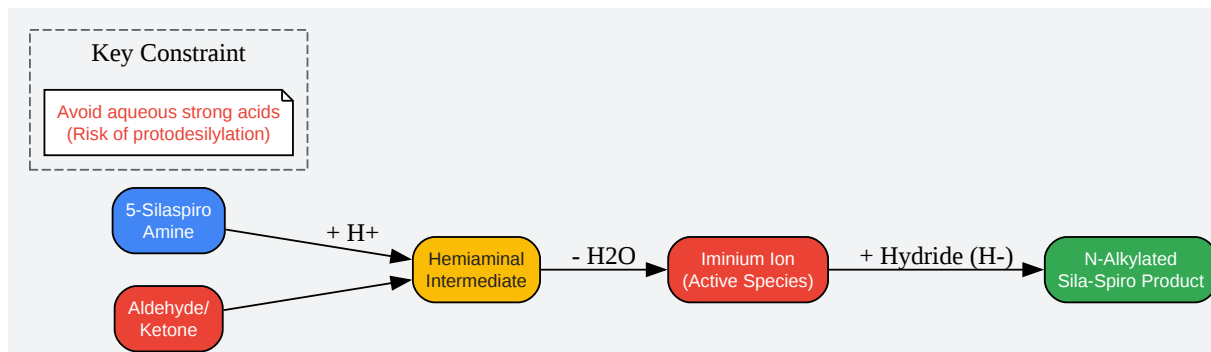 Key Constraint
Avoid aqueous strong acids
(Risk of protodesilylation)
5-Silaspiro
Amine
+ H+
Aldehyde/
Ketone
Hemiaminal
Intermediate
- H2O
Iminium Ion
(Active Species)
+ Hydride (H-)
N-Alkylated
Sila-Spiro Product